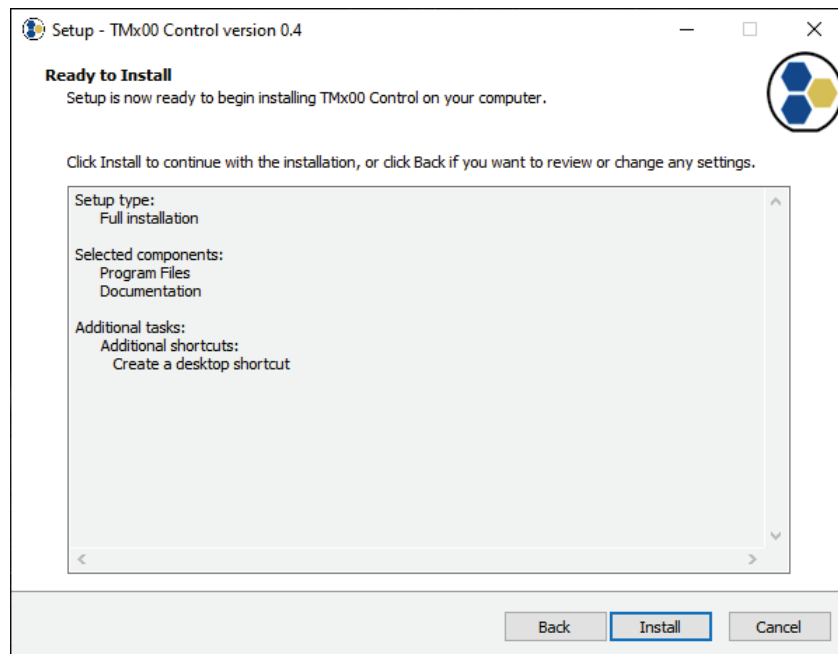 Setup - TMx00 Control version 0.4
Ready to Install
Setup is now ready to begin installing TMx00 Control on your computer.
Click Install to continue with the installation, or click Back if you want to review or change any settings.
Setup type:
Full installation
Selected components:
Program Files
Documentation
Additional tasks:
Additional shortcuts:
Create a desktop shortcut
Back
Install
Cancel